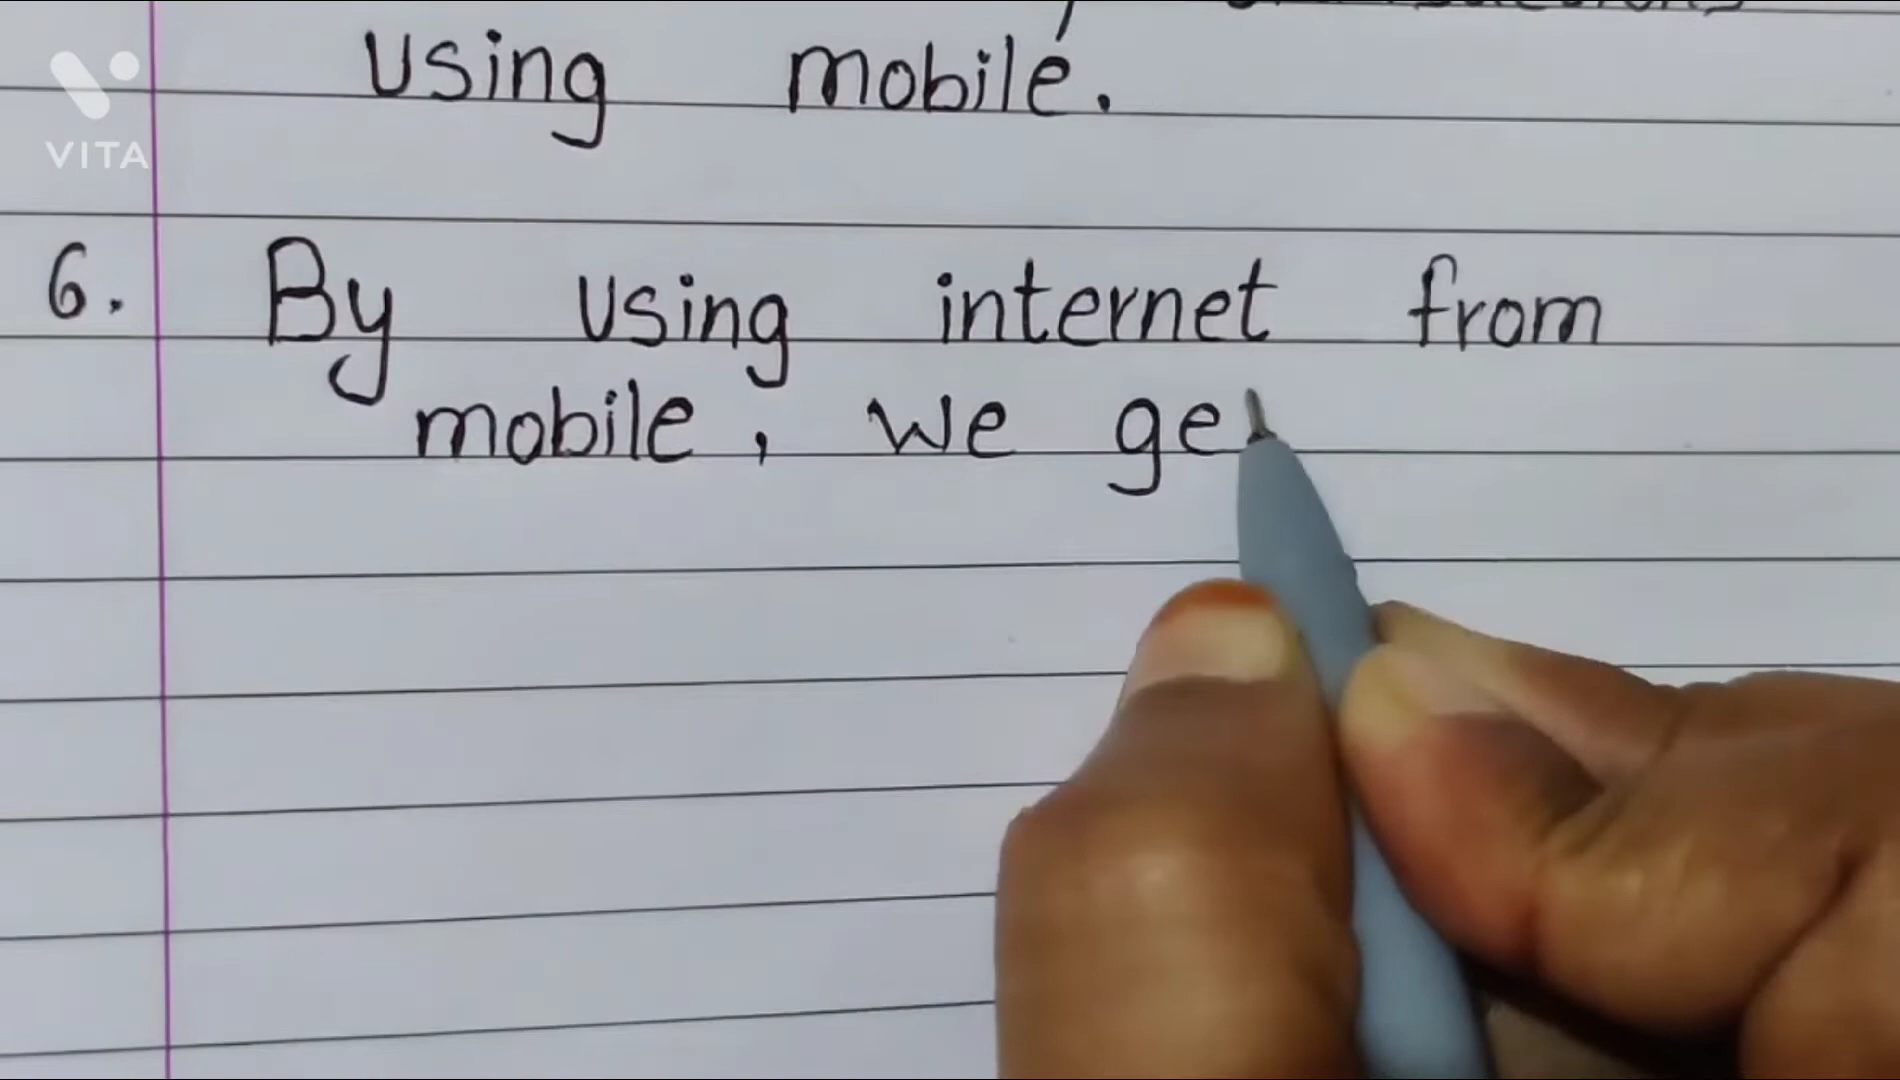 VITA
using mobile.
6. By using internet from
mobile, we ge